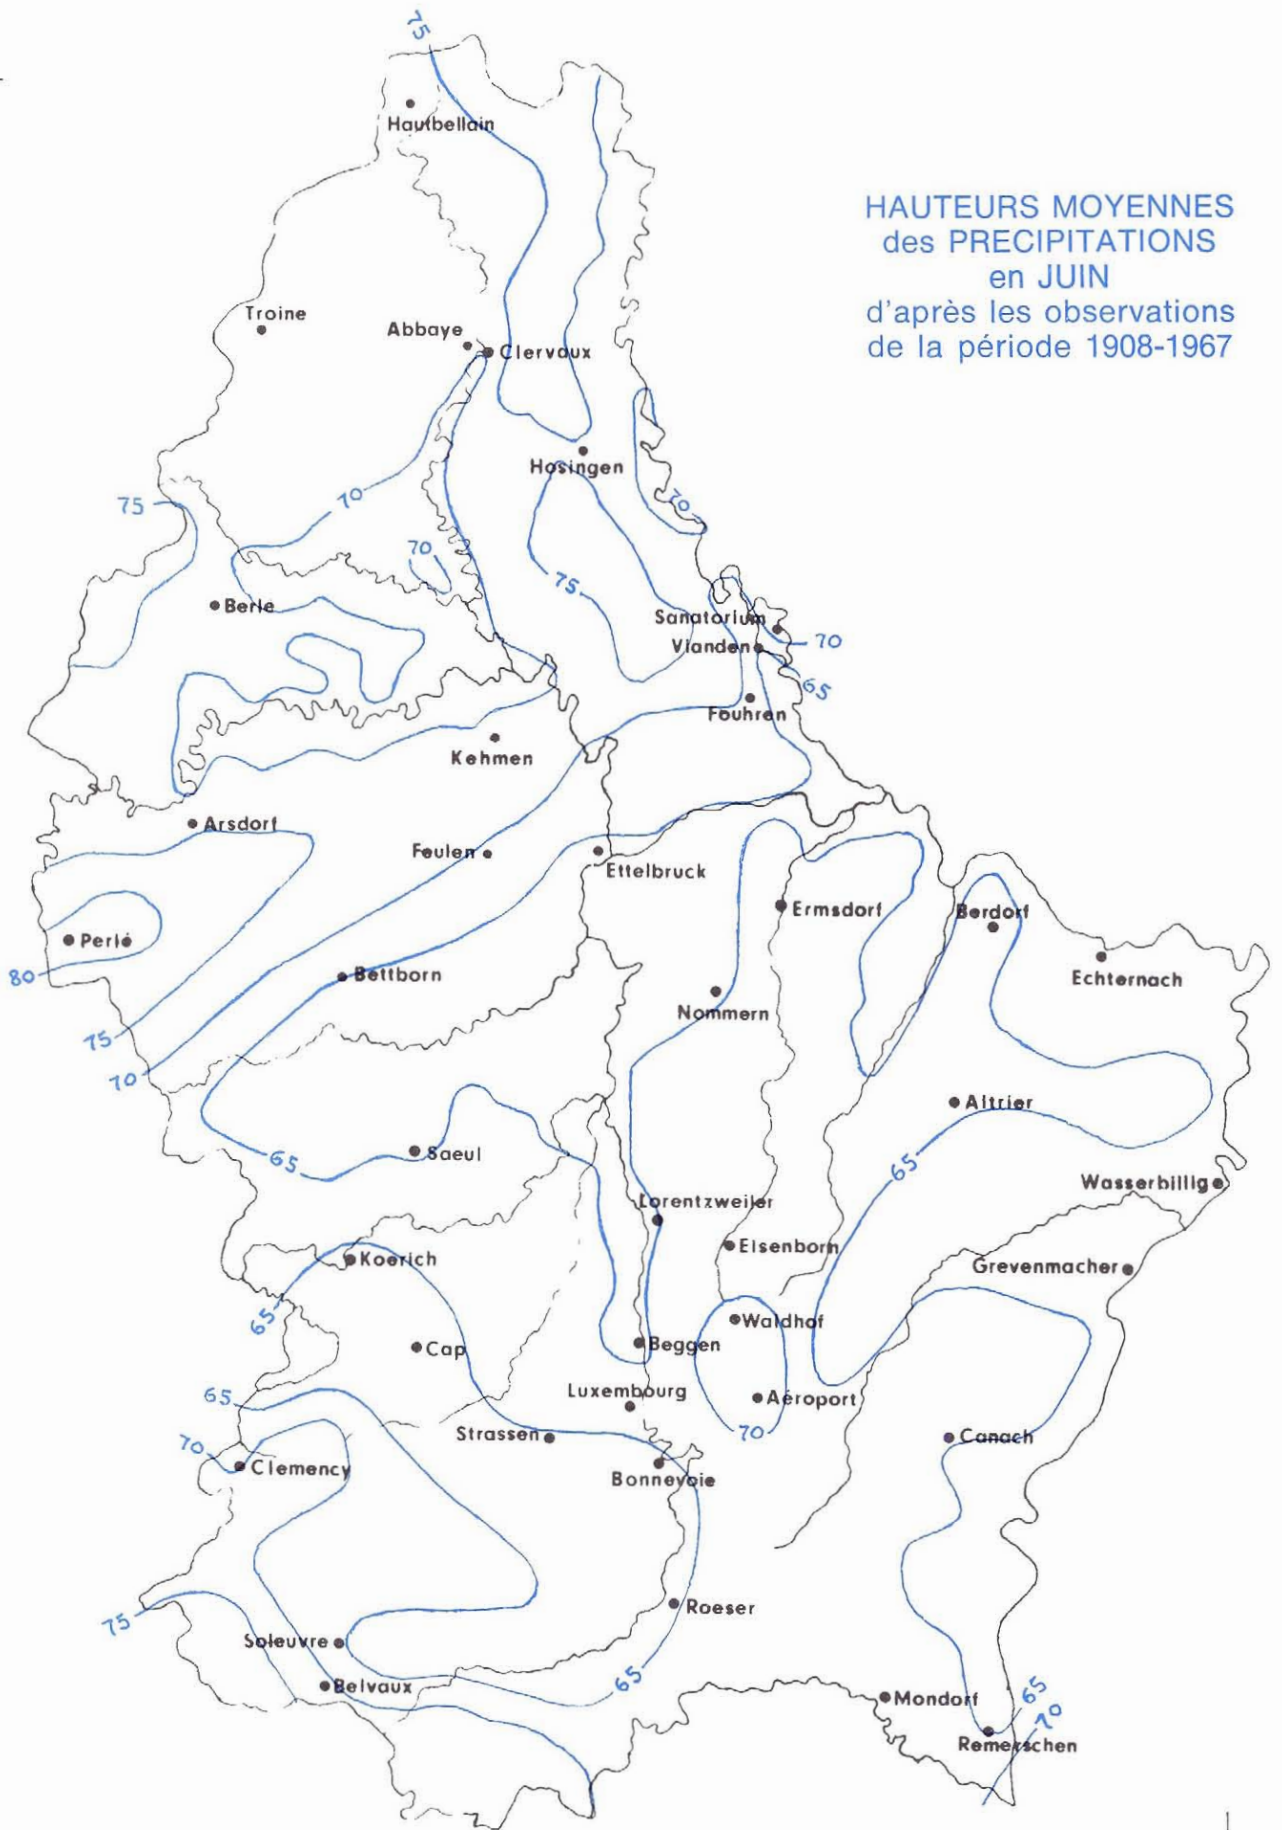 75
Hautbellain
HAUTEURS MOYENNES
des PRECIPITATIONS
en JUIN
d'après les observations
de la période 1908-1967
Troine
Abbaye
Clervaux
Hosingen
75
70
70
70
75
Berlé
Sanatorium
Vianden
70
65
Fouhren
Kehmen
Arsdorf
Feulen
Ettelbruck
Ermsdorf
Berdorf
Perlé
80
Bettborn
Echternach
Nommern
75
70
Altrier
Saeul
65
65
Wasserbillig
Lorentzweiler
Eisenborn
Koerich
Grevenmacher
65
Waldhof
Cap
Beggen
65
Luxembourg
Aéroport
70
Strassen
Canach
70
Clemency
Bonnevoie
Roeser
75
Soleuvre
Belvaux
65
Mondorf
65
70
Remerschen